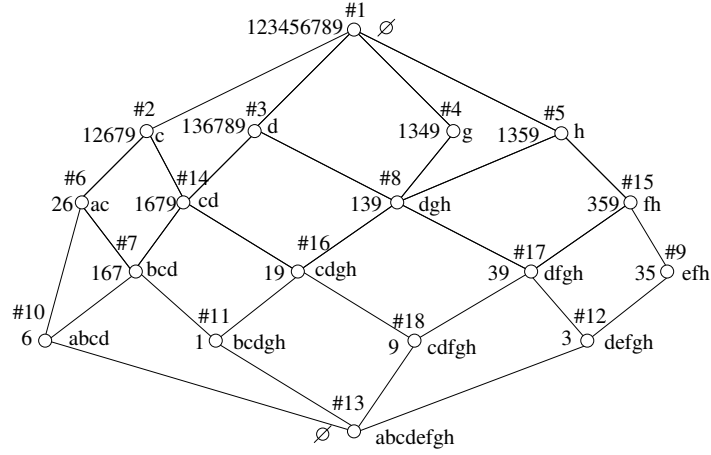 #1
123456789 ∅
#2 #3 #4 #5
12679 c 136789 d 1349 g 1359 h
#6 #14 #8 #15
26 ac 1679 cd 139 dgh 359 fh
#7 #16 #17 #9
167 bcd 19 cdgh 39 dfgh 35 efh
#10 #11 #18 #12
6 abcd 1 bcdgh 9 cdfgh 3 defgh
#13
∅ abcdefgh